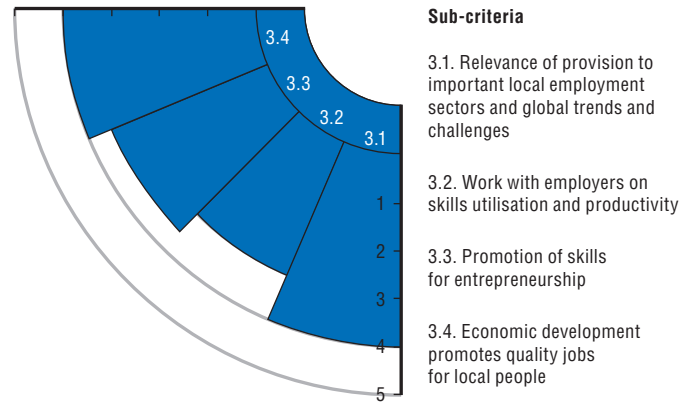 3.4
3.3
3.2
3.1
1
2
3
4
5
Sub-criteria
3.1. Relevance of provision to
important local employment
sectors and global trends and
challenges
3.2. Work with employers on
skills utilisation and productivity
3.3. Promotion of skills
for entrepreneurship
3.4. Economic development
promotes quality jobs
for local people